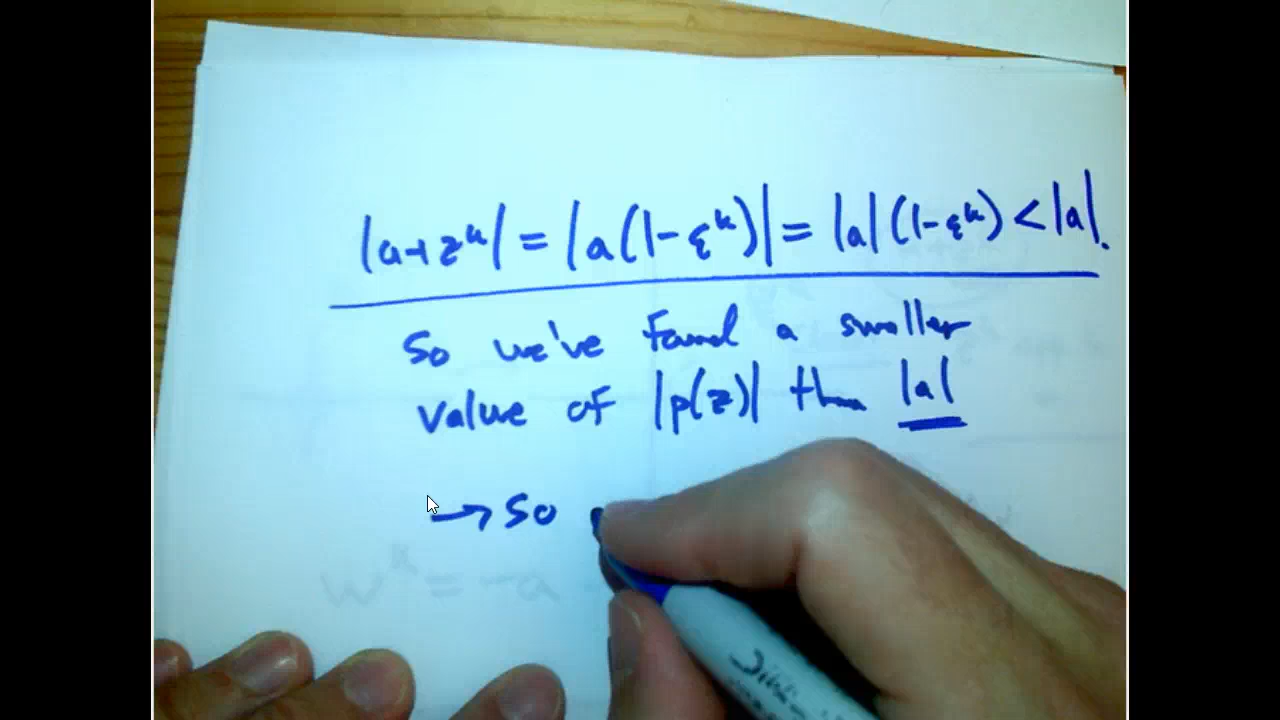 |a+z^k| = |a(1-ε^k)| = |a|(1-ε^k) < |a|.
So we've found a smaller
value of |p(z)| than |a|
→ So
w^k = -a